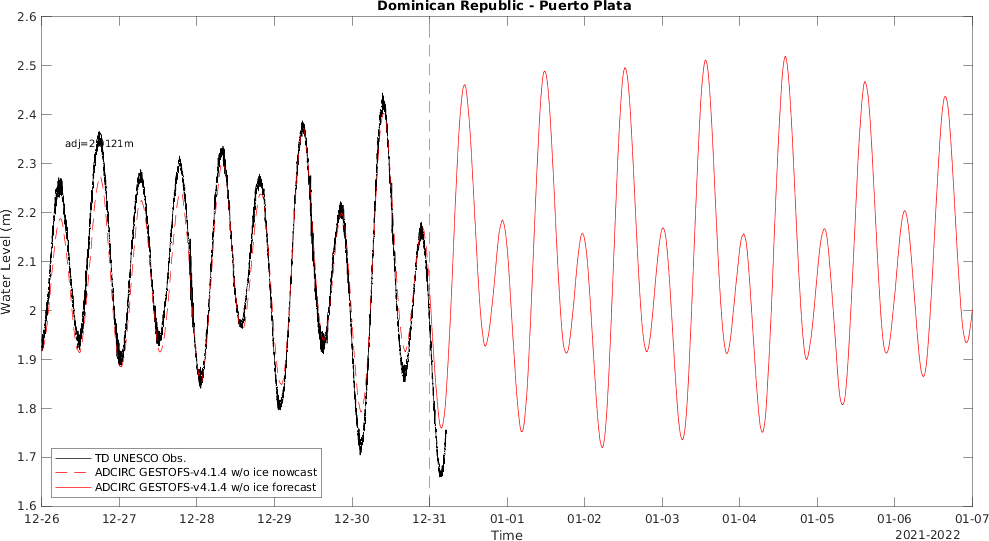 Dominican Republic - Puerto Plata
2.6
2.5
2.4
2.3
2.2
2.1
2
1.9
1.8
1.7
1.6
Water Level (m)
TD UNESCO Obs.
ADCIRC GESTOFS-v4.1.4 w/o ice nowcast
ADCIRC GESTOFS-v4.1.4 w/o ice forecast
12-26 12-27 12-28 12-29 12-30 12-31 01-01 01-02 01-03 01-04 01-05 01-06 01-07
Time
2021-2022